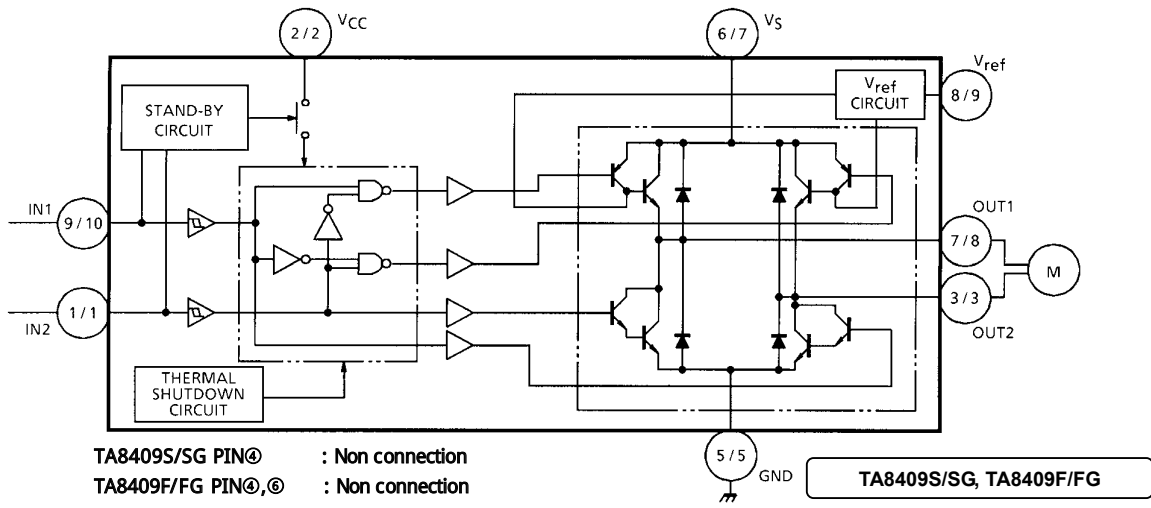 2 / 2
VCC
6 / 7
VS
Vref
8 / 9
Vref
CIRCUIT
STAND-BY
CIRCUIT
IN1
9 / 10
OUT1
7 / 8
M
1 / 1
IN2
3 / 3
OUT2
THERMAL
SHUTDOWN
CIRCUIT
5 / 5
GND
TA8409S/SG PIN④ : Non connection
TA8409F/FG PIN④,⑥ : Non connection
TA8409S/SG, TA8409F/FG